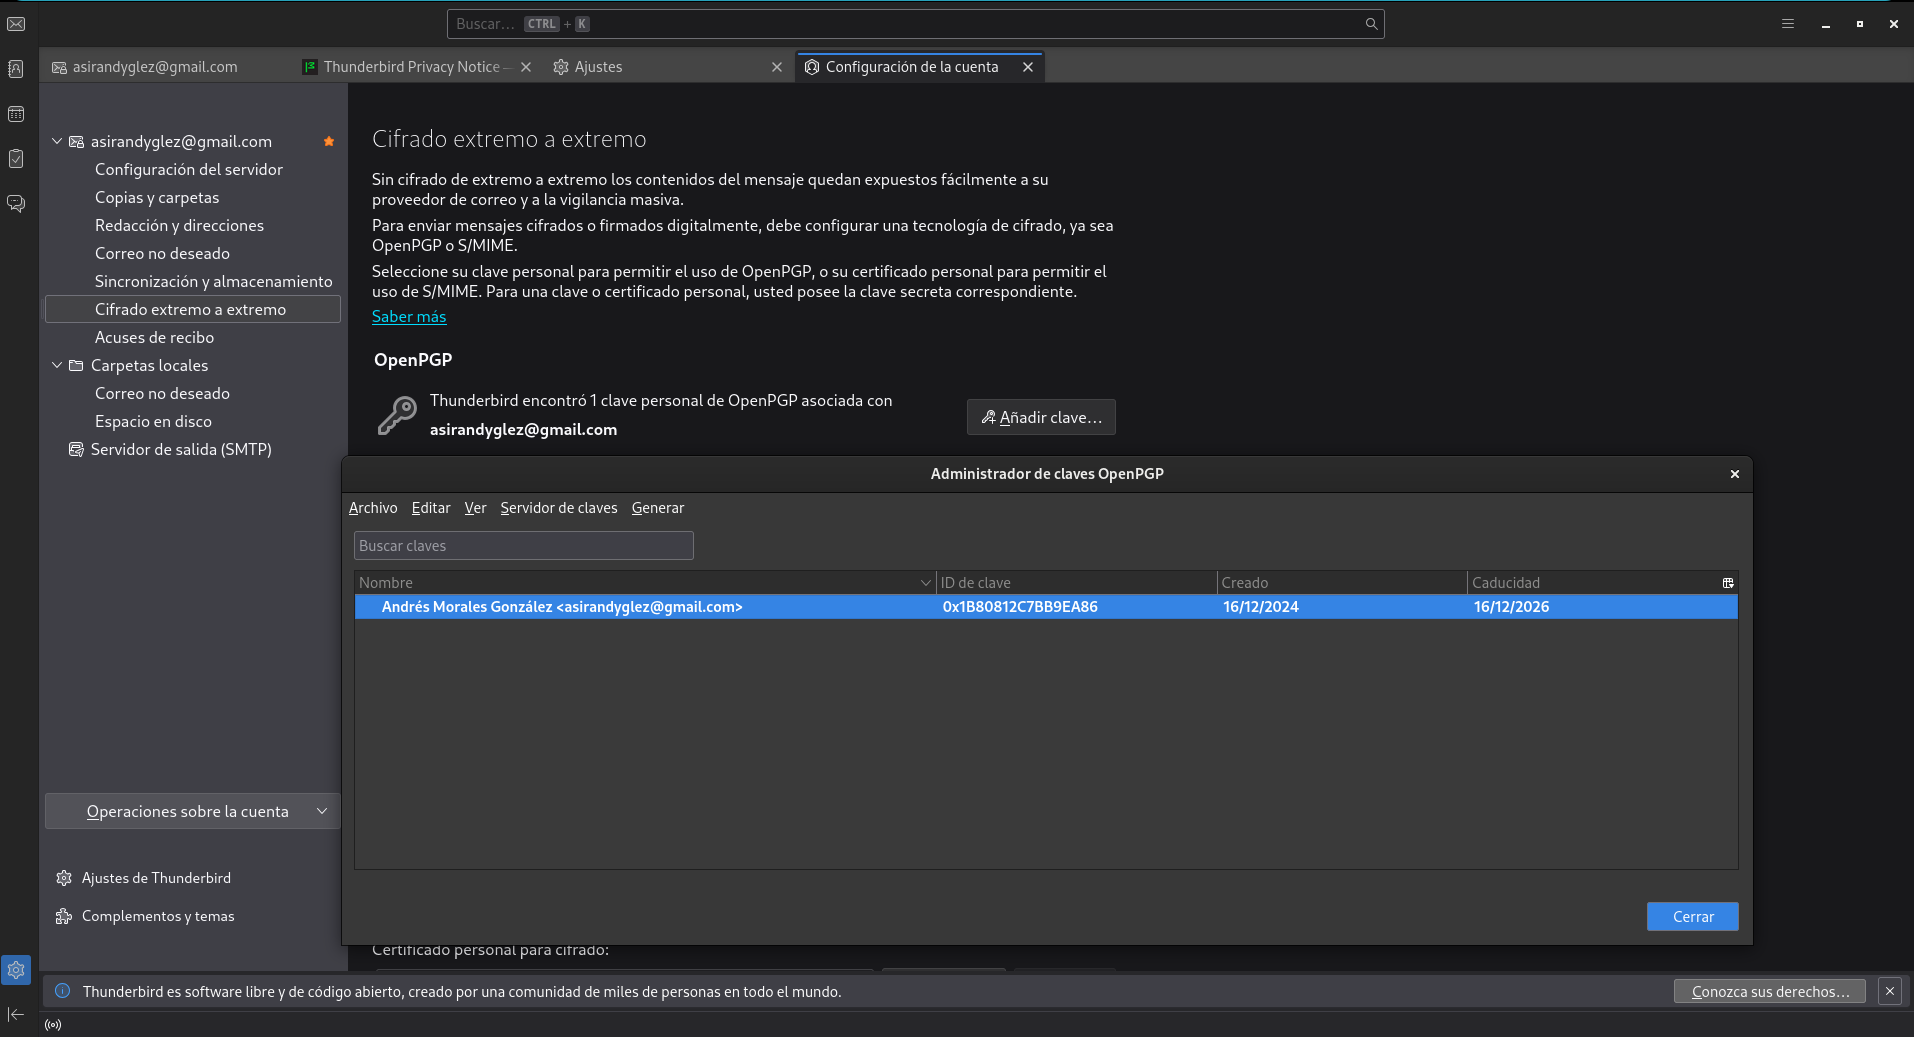 Buscar… CTRL + K
asirandyglez@gmail.com
Thunderbird Privacy Notice —
Ajustes
Configuración de la cuenta
asirandyglez@gmail.com
Configuración del servidor
Copias y carpetas
Redacción y direcciones
Correo no deseado
Sincronización y almacenamiento
Cifrado extremo a extremo
Acuses de recibo
Carpetas locales
Correo no deseado
Espacio en disco
Servidor de salida (SMTP)
Operaciones sobre la cuenta
Ajustes de Thunderbird
Complementos y temas
Cifrado extremo a extremo
Sin cifrado de extremo a extremo los contenidos del mensaje quedan expuestos fácilmente a su
proveedor de correo y a la vigilancia masiva.
Para enviar mensajes cifrados o firmados digitalmente, debe configurar una tecnología de cifrado, ya sea
OpenPGP o S/MIME.
Seleccione su clave personal para permitir el uso de OpenPGP, o su certificado personal para permitir el
uso de S/MIME. Para una clave o certificado personal, usted posee la clave secreta correspondiente.
Saber más
OpenPGP
Thunderbird encontró 1 clave personal de OpenPGP asociada con
asirandyglez@gmail.com
Añadir clave…
Administrador de claves OpenPGP
Archivo Editar Ver Servidor de claves Generar
Buscar claves
Nombre ID de clave Creado Caducidad
Andrés Morales González <asirandyglez@gmail.com> 0x1B80812C7BB9EA86 16/12/2024 16/12/2026
Cerrar
Certificado personal para cifrado:
Thunderbird es software libre y de código abierto, creado por una comunidad de miles de personas en todo el mundo.
Conozca sus derechos…